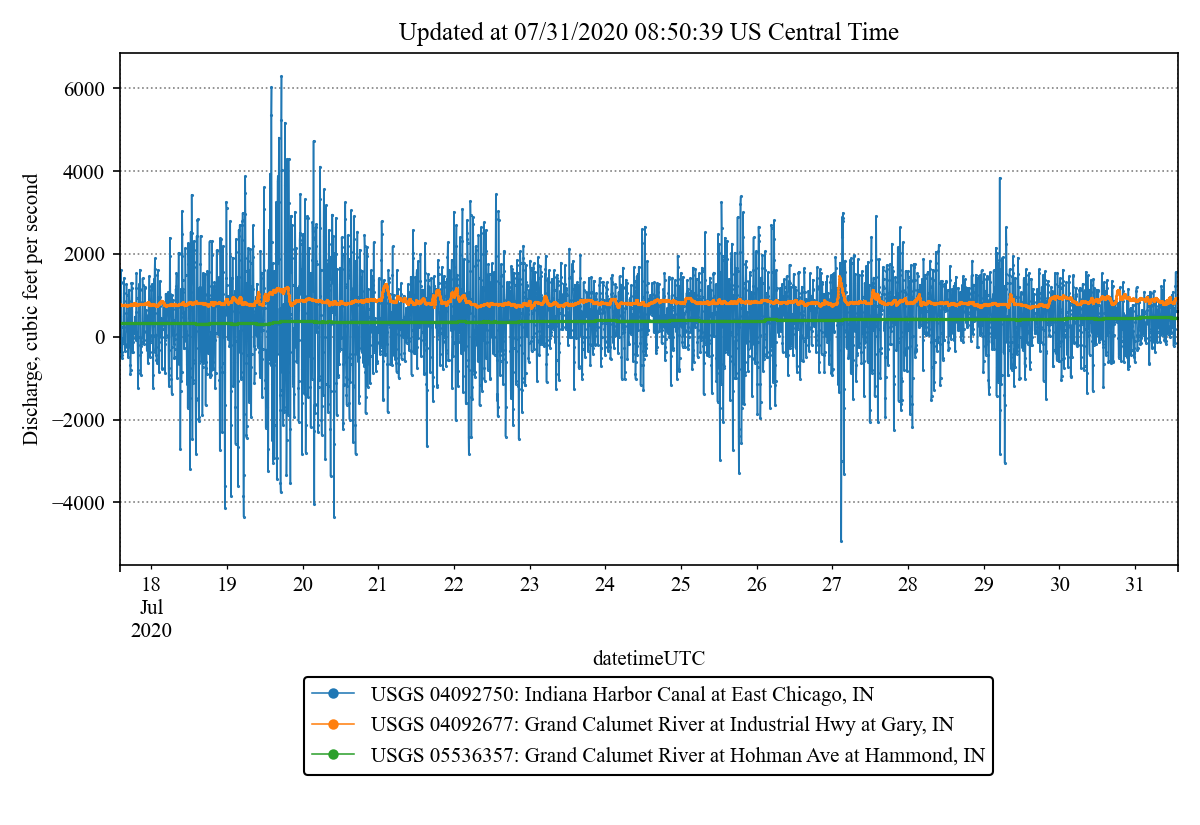 Updated at 07/31/2020 08:50:39 US Central Time
Discharge, cubic feet per second
6000
4000
2000
0
−2000
−4000
18 19 20 21 22 23 24 25 26 27 28 29 30 31
Jul
2020
datetimeUTC
USGS 04092750: Indiana Harbor Canal at East Chicago, IN
USGS 04092677: Grand Calumet River at Industrial Hwy at Gary, IN
USGS 05536357: Grand Calumet River at Hohman Ave at Hammond, IN